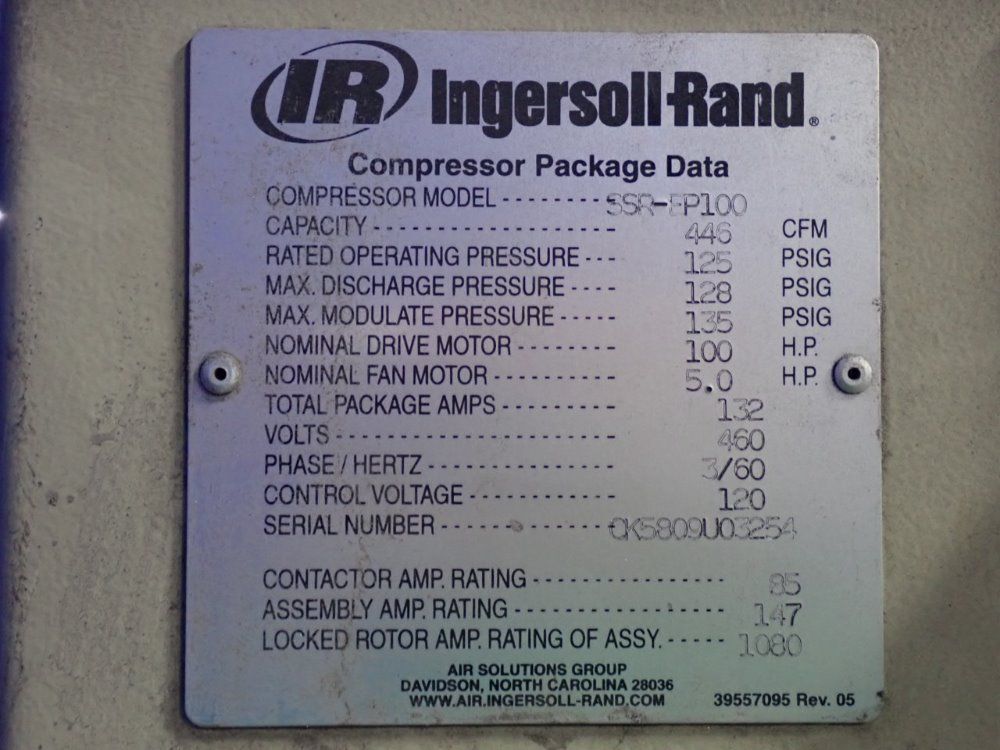 IR Ingersoll-Rand®
Compressor Package Data
COMPRESSOR MODEL - - - - - - - - SSR-EP100
CAPACITY - - - - - - - - - - - - - - - - - - - - 446 CFM
RATED OPERATING PRESSURE - - - 125 PSIG
MAX. DISCHARGE PRESSURE - - - - 128 PSIG
MAX. MODULATE PRESSURE - - - - - 135 PSIG
NOMINAL DRIVE MOTOR - - - - - - - - 100 H.P.
NOMINAL FAN MOTOR - - - - - - - - - - 5.0 H.P.
TOTAL PACKAGE AMPS - - - - - - - - - 132
VOLTS - - - - - - - - - - - - - - - - - - - - - - - 460
PHASE / HERTZ - - - - - - - - - - - - - - - 3/60
CONTROL VOLTAGE - - - - - - - - - - - - 120
SERIAL NUMBER - - - - - - - - - - - - - - CK5809U03254
CONTACTOR AMP. RATING - - - - - - - - - - - - - - - - 85
ASSEMBLY AMP. RATING - - - - - - - - - - - - - - - - - 147
LOCKED ROTOR AMP. RATING OF ASSY. - - - - - 1080
AIR SOLUTIONS GROUP
DAVIDSON, NORTH CAROLINA 28036
WWW.AIR.INGERSOLL-RAND.COM 39557095 Rev. 05